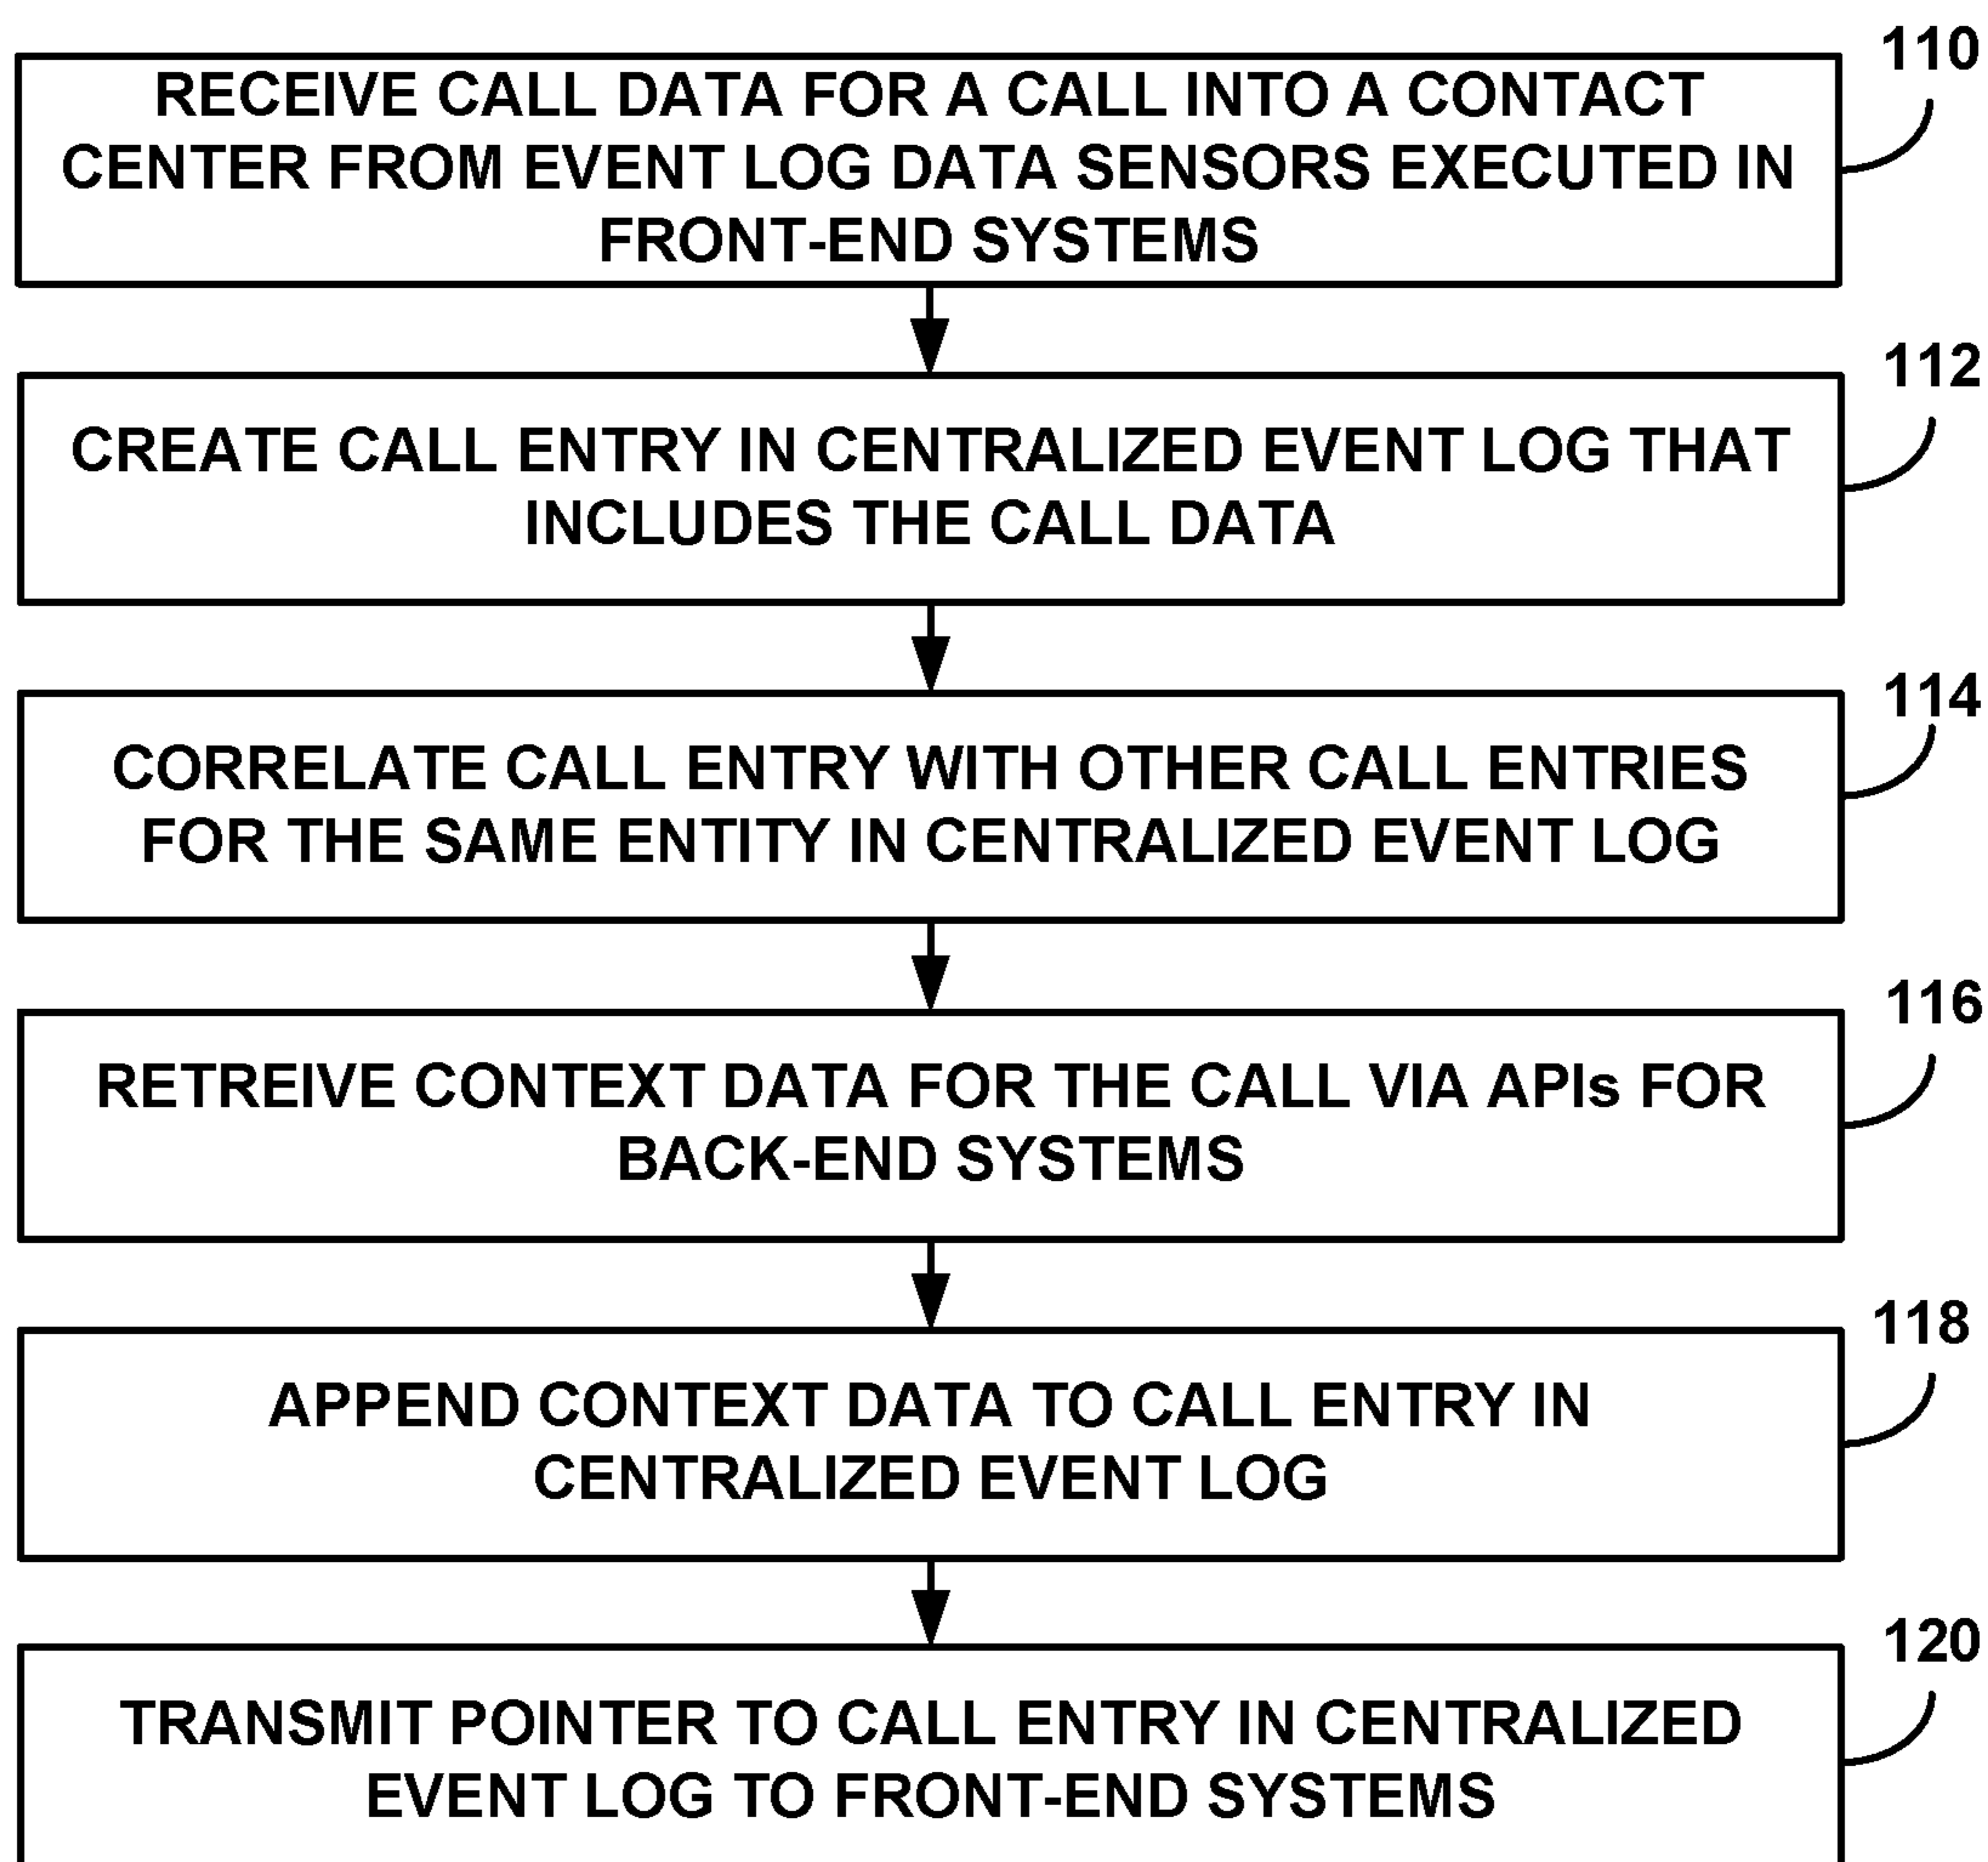 110
RECEIVE CALL DATA FOR A CALL INTO A CONTACT
CENTER FROM EVENT LOG DATA SENSORS EXECUTED IN
FRONT-END SYSTEMS
112
CREATE CALL ENTRY IN CENTRALIZED EVENT LOG THAT
INCLUDES THE CALL DATA
114
CORRELATE CALL ENTRY WITH OTHER CALL ENTRIES
FOR THE SAME ENTITY IN CENTRALIZED EVENT LOG
116
RETREIVE CONTEXT DATA FOR THE CALL VIA APIs FOR
BACK-END SYSTEMS
118
APPEND CONTEXT DATA TO CALL ENTRY IN
CENTRALIZED EVENT LOG
120
TRANSMIT POINTER TO CALL ENTRY IN CENTRALIZED
EVENT LOG TO FRONT-END SYSTEMS